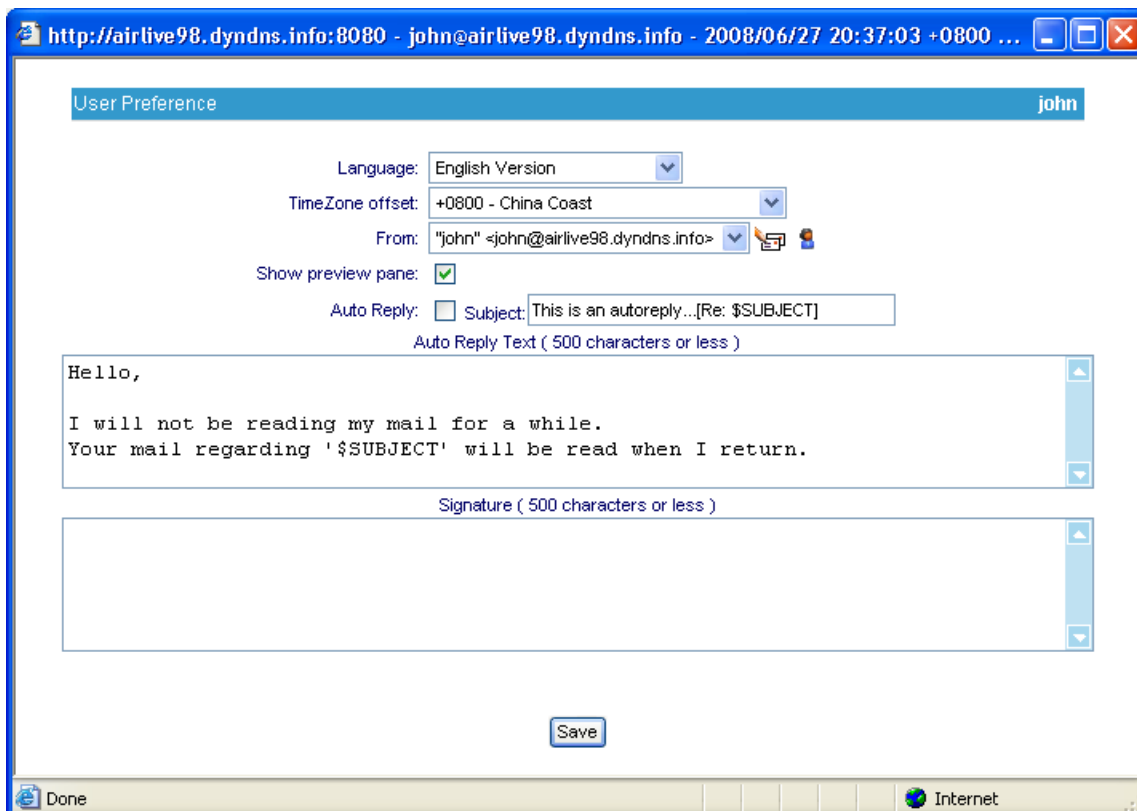 http://airlive98.dyndns.info:8080 - john@airlive98.dyndns.info - 2008/06/27 20:37:03 +0800 ...
User Preference john
Language: English Version
TimeZone offset: +0800 - China Coast
From: "john" <john@airlive98.dyndns.info>
Show preview pane:
Auto Reply: Subject: This is an autoreply...[Re: $SUBJECT]
Auto Reply Text ( 500 characters or less )
Hello,
I will not be reading my mail for a while.
Your mail regarding '$SUBJECT' will be read when I return.
Signature ( 500 characters or less )
Save
Done Internet